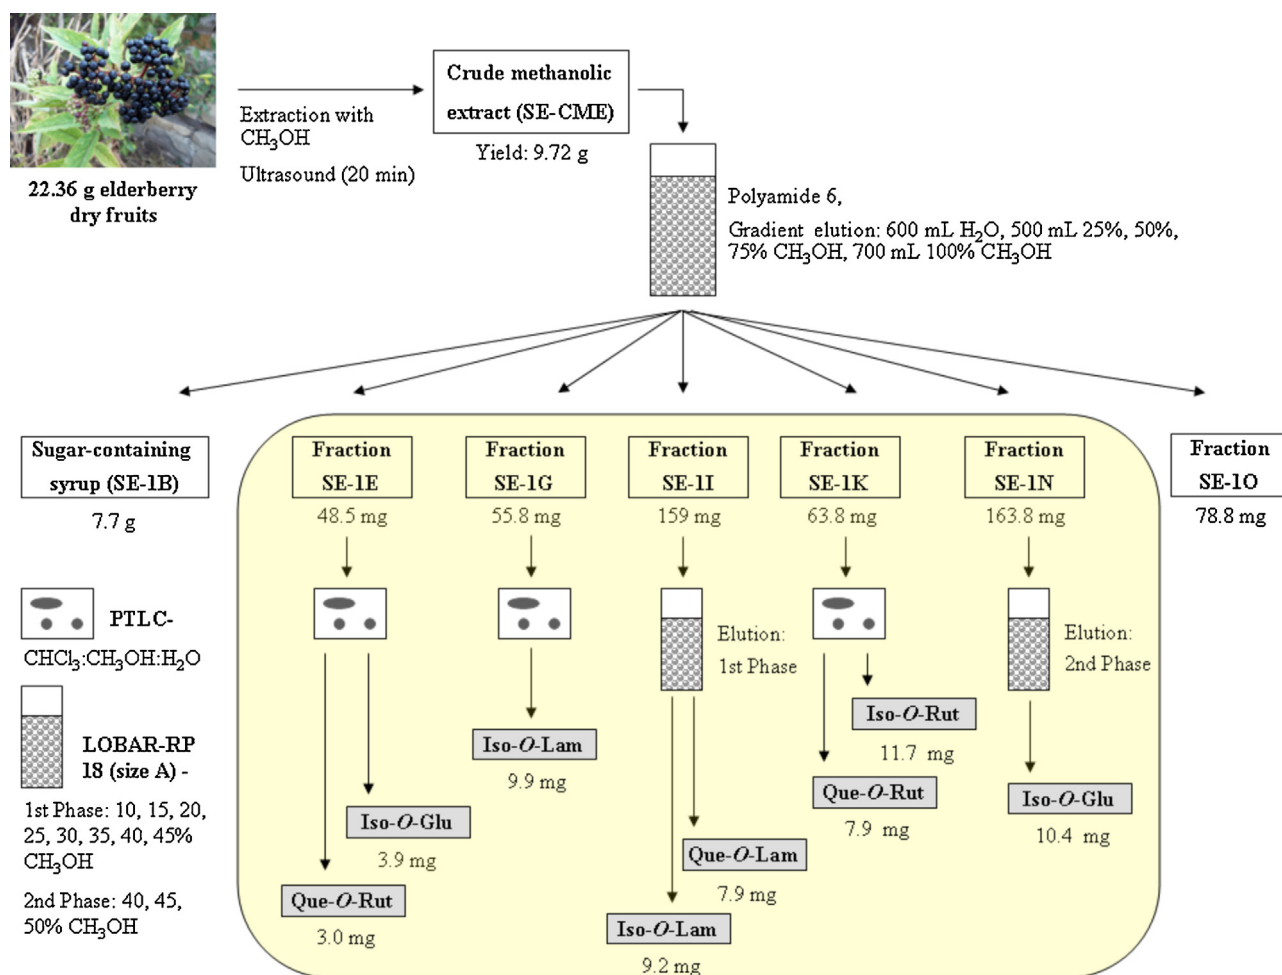 22.36 g elderberry
dry fruits
Extraction with
CH₃OH
Ultrasound (20 min)
Crude methanolic
extract (SE-CME)
Yield: 9.72 g
Polyamide 6,
Gradient elution: 600 mL H₂O, 500 mL 25%, 50%,
75% CH₃OH, 700 mL 100% CH₃OH
Sugar-containing
syrup (SE-1B)
7.7 g
Fraction
SE-1E
48.5 mg
Fraction
SE-1G
55.8 mg
Fraction
SE-1I
159 mg
Fraction
SE-1K
63.8 mg
Fraction
SE-1N
163.8 mg
Fraction
SE-1O
78.8 mg
PTLC-
CHCl₃:CH₃OH:H₂O
LOBAR-RP
18 (size A) -
1st Phase: 10, 15, 20,
25, 30, 35, 40, 45%
CH₃OH
2nd Phase: 40, 45,
50% CH₃OH
Elution:
1st Phase
Elution:
2nd Phase
Iso-O-Glu
3.9 mg
Que-O-Rut
3.0 mg
Iso-O-Lam
9.9 mg
Que-O-Lam
7.9 mg
Iso-O-Lam
9.2 mg
Iso-O-Rut
11.7 mg
Que-O-Rut
7.9 mg
Iso-O-Glu
10.4 mg